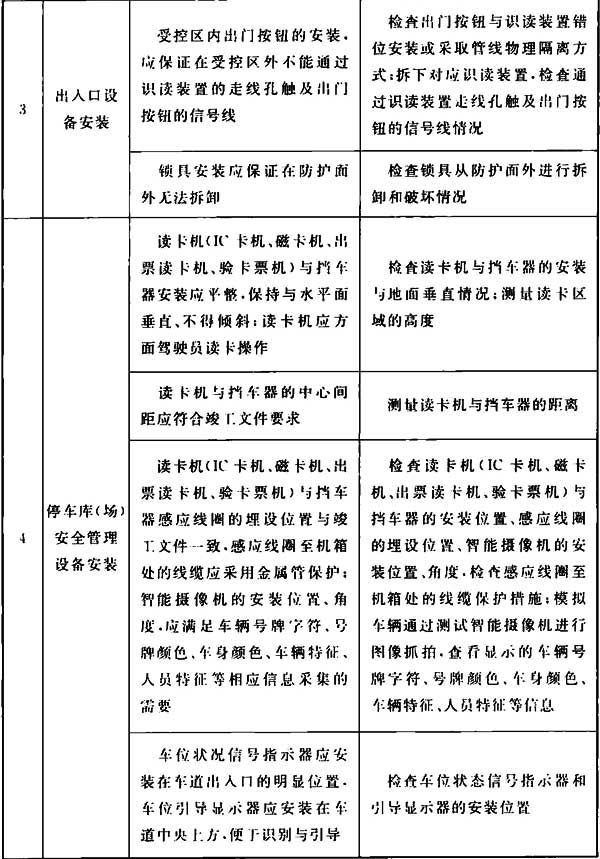 3
出入口设
备安装
受控区内出门按钮的安装，
应保证在受控区外不能通过
识读装置的走线孔触及出门
按钮的信号线
检查出门按钮与识读装置错
位安装或采取管线物理隔离方
式；拆下对应识读装置，检查通
过识读装置走线孔触及出门按
钮的信号线情况
锁具安装应保证在防护面
外无法拆卸
检查锁具从防护面外进行拆
卸和破坏情况
4
停车库（场）
安全管理
设备安装
读卡机（IC 卡机、磁卡机、出
票读卡机、验卡票机）与挡车
器安装应平整，保持与水平面
垂直、不得倾斜；读卡机应方
面驾驶员读卡操作
检查读卡机与挡车器的安装
与地面垂直情况；测量读卡区
域的高度
读卡机与挡车器的中心间
距应符合竣工文件要求
测量读卡机与挡车器的距离
读卡机（IC 卡机、磁卡机、出
票读卡机、验卡票机）与挡车
器感应线圈的埋设位置与竣
工文件一致，感应线圈至机箱
处的线缆应采用金属管保护；
智能摄像机的安装位置、角
度，应满足车辆号牌字符、号
牌颜色、车身颜色、车辆特征、
人员特征等相应信息采集的
需要
检查读卡机（IC 卡机、磁卡
机、出票读卡机、验卡票机）与
挡车器的安装位置、感应线圈
的埋设位置、智能摄像机的安
装位置、角度，检查感应线圈至
机箱处的线缆保护措施；模拟
车辆通过测试智能摄像机进行
图像抓拍，查看显示的车辆号
牌字符、号牌颜色、车身颜色、
车辆特征、人员特征等信息
车位状况信号指示器应安
装在车道出入口的明显位置，
车位引导显示器应安装在车
道中央上方，便于识别与引导
检查车位状态信号指示器和
引导显示器的安装位置